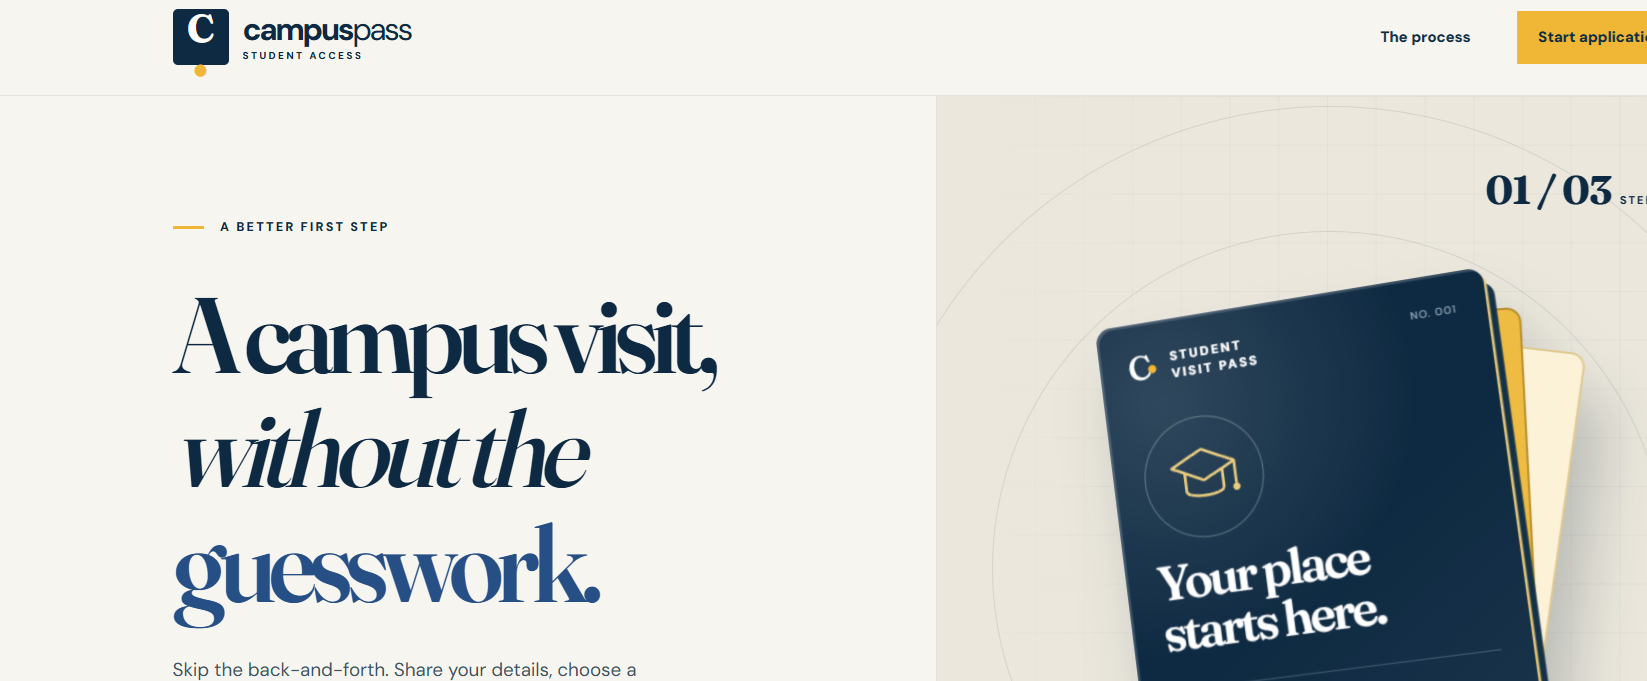 C
campuspass
STUDENT ACCESS
The process
Start
A BETTER FIRST STEP
01 / 03
A campus visit,
without the
guesswork.
Skip the back-and-forth. Share your details, choose a
NO. 001
C
STUDENT
VISIT PASS
Your place
starts here.